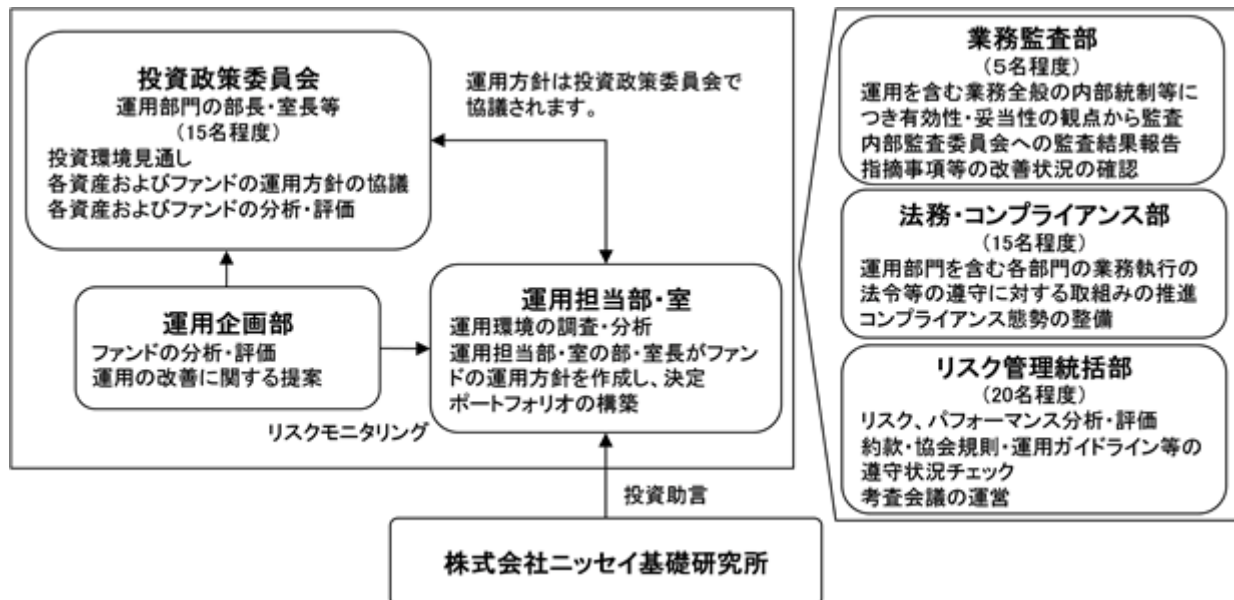 投資政策委員会
運用部門の部長・室長等
(15名程度)
投資環境見通し
各資産およびファンドの運用方針の協議
各資産およびファンドの分析・評価
運用方針は投資政策委員会で
協議されます。
運用企画部
ファンドの分析・評価
運用の改善に関する提案
リスクモニタリング
運用担当部・室
運用環境の調査・分析
運用担当部・室の部・室長がファン
ドの運用方針を作成し、決定
ポートフォリオの構築
投資助言
株式会社ニッセイ基礎研究所
業務監査部
(5名程度)
運用を含む業務全般の内部統制等に
つき有効性・妥当性の観点から監査
内部監査委員会への監査結果報告
指摘事項等の改善状況の確認
法務・コンプライアンス部
(15名程度)
運用部門を含む各部門の業務執行の
法令等の遵守に対する取組みの推進
コンプライアンス態勢の整備
リスク管理統括部
(20名程度)
リスク、パフォーマンス分析・評価
約款・協会規則・運用ガイドライン等の
遵守状況チェック
考査会議の運営